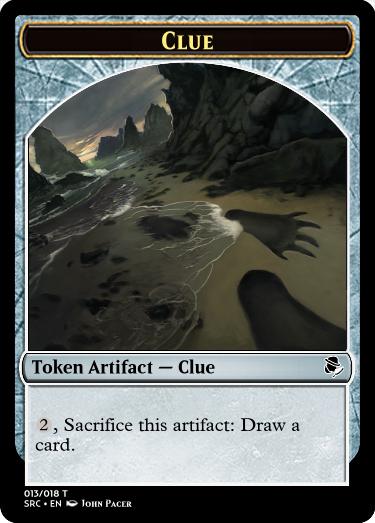 Clue
Token Artifact — Clue
2, Sacrifice this artifact: Draw a
card.
013/018 T
SRC • EN John Pacer